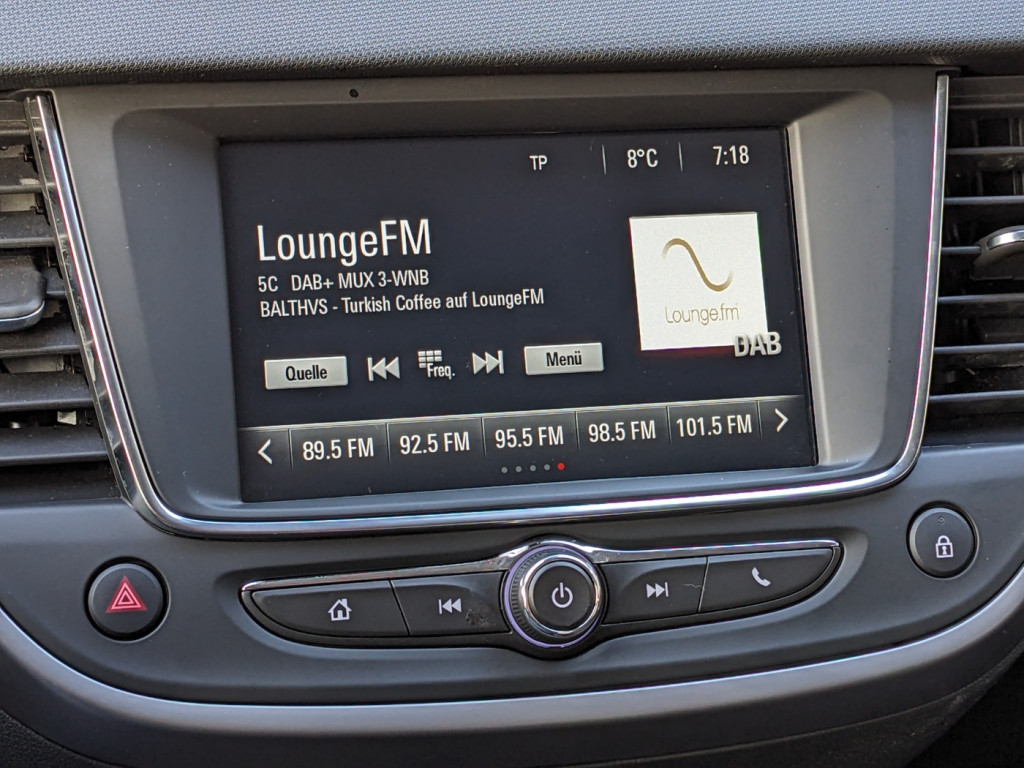 TP 8°C 7:18
LoungeFM
5C DAB+ MUX 3-WNB
BALTHVS - Turkish Coffee auf LoungeFM
Lounge.fm
DAB
Quelle Freq. Menü
89.5 FM 92.5 FM 95.5 FM 98.5 FM 101.5 FM